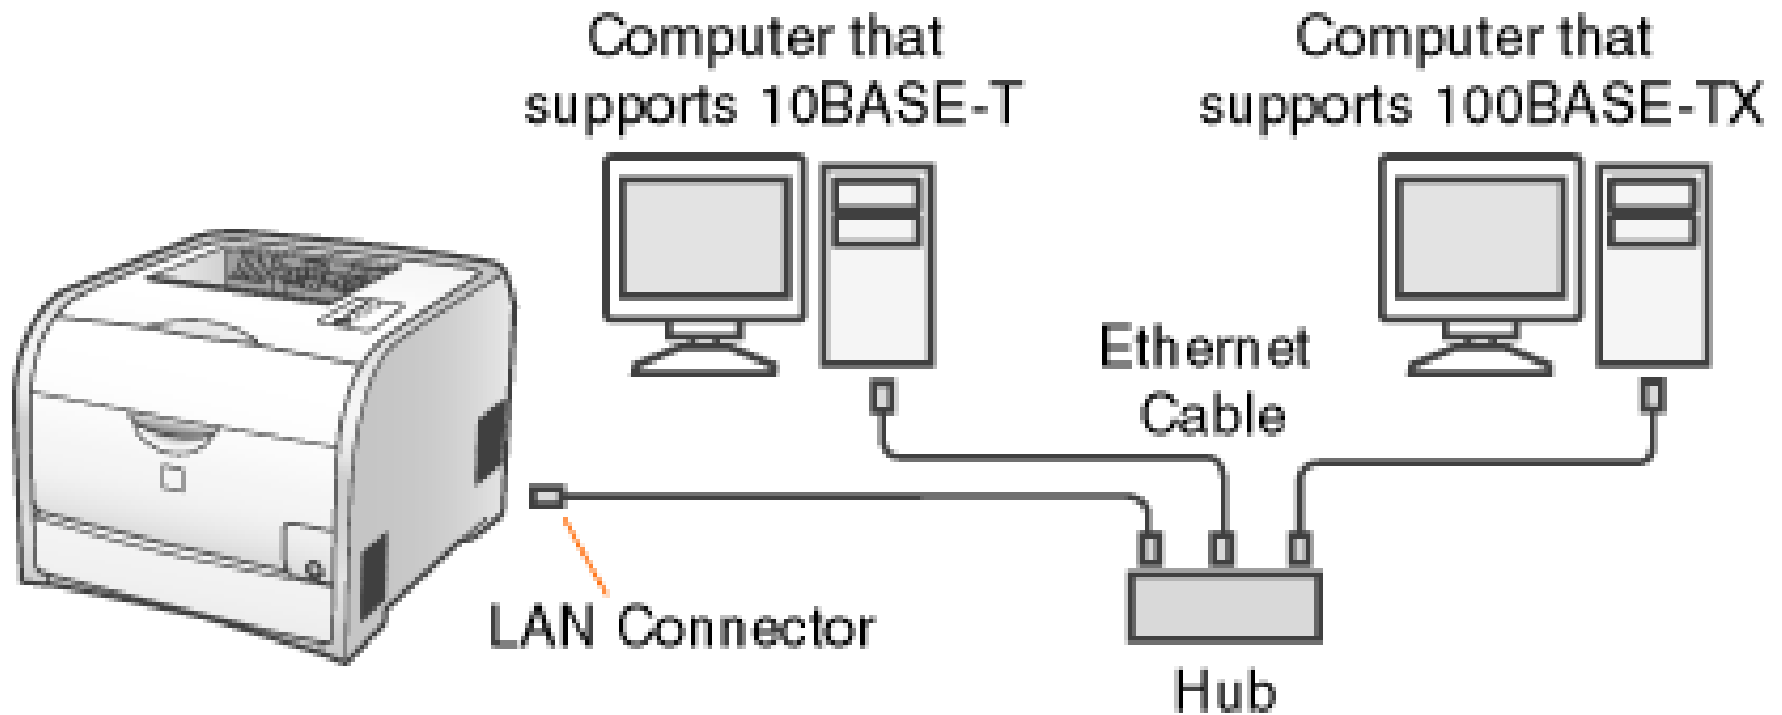 Computer that
supports 10BASE-T
Computer that
supports 100BASE-TX
Ethernet
Cable
LAN Connector
Hub